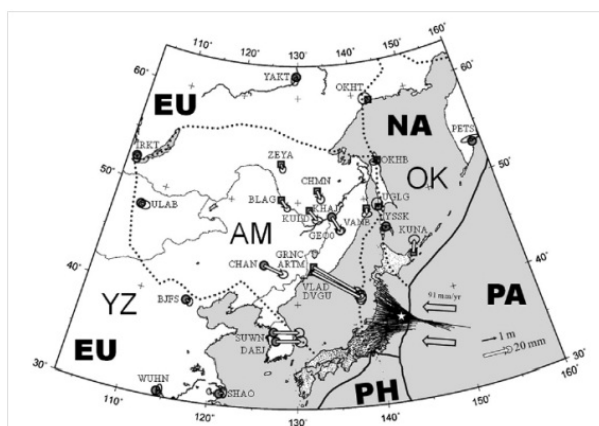 110˚
120˚
130˚
140˚
150˚
60˚
60˚
YAKT
OKHT
EU
NA
PETS
IRKT
ZEYA
OKHB
50˚
OK
50˚
CHMN
ULAB
BLAG
KHAJ
UGLG
KULD
VANB
YSSK
AM
GEO0
KUNA
GRNC
CHAN
ARTM
40˚
VLAD
DVGU
YZ
BJFS
91 mm/yr
PA
40˚
SUWN
1 m
EU
DAEJ
20 mm
30˚
WUHN
SHAO
PH
30˚
110˚
120˚
130˚
140˚
150˚
160˚